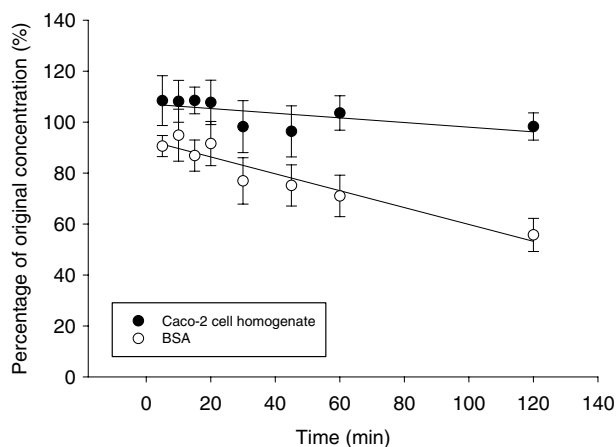 Percentage of original concentration (%)
140
120
100
80
60
40
20
0
Caco-2 cell homogenate
BSA
0 20 40 60 80 100 120 140
Time (min)